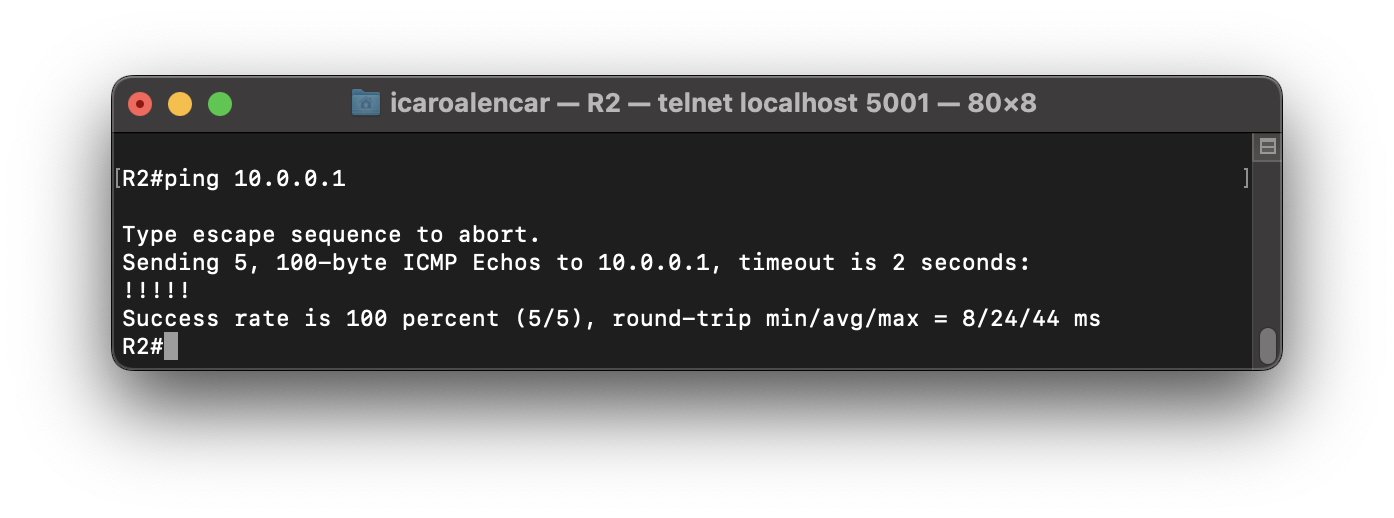 icaroalencar — R2 — telnet localhost 5001 — 80×8
[R2#ping 10.0.0.1 ]
Type escape sequence to abort.
Sending 5, 100-byte ICMP Echos to 10.0.0.1, timeout is 2 seconds:
!!!!!
Success rate is 100 percent (5/5), round-trip min/avg/max = 8/24/44 ms
R2#